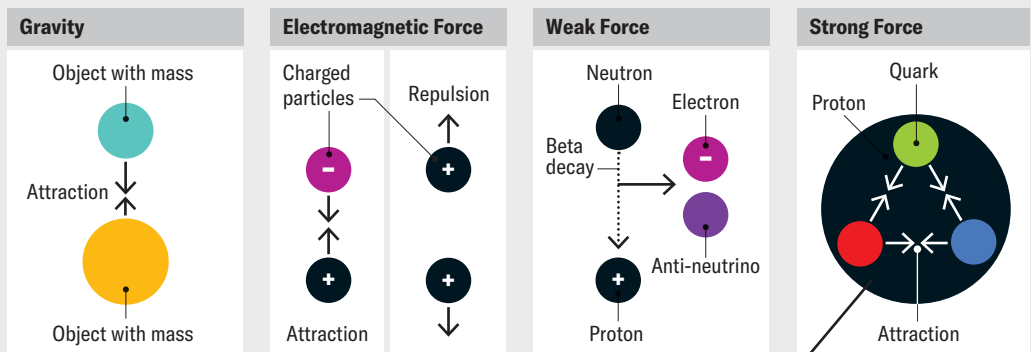 Gravity
Object with mass
Attraction
Object with mass
Electromagnetic Force
Charged
particles
Repulsion
−
+
+
+
Attraction
Weak Force
Neutron
Electron
−
Beta
decay
Anti-neutrino
+
Proton
Strong Force
Quark
Proton
Attraction